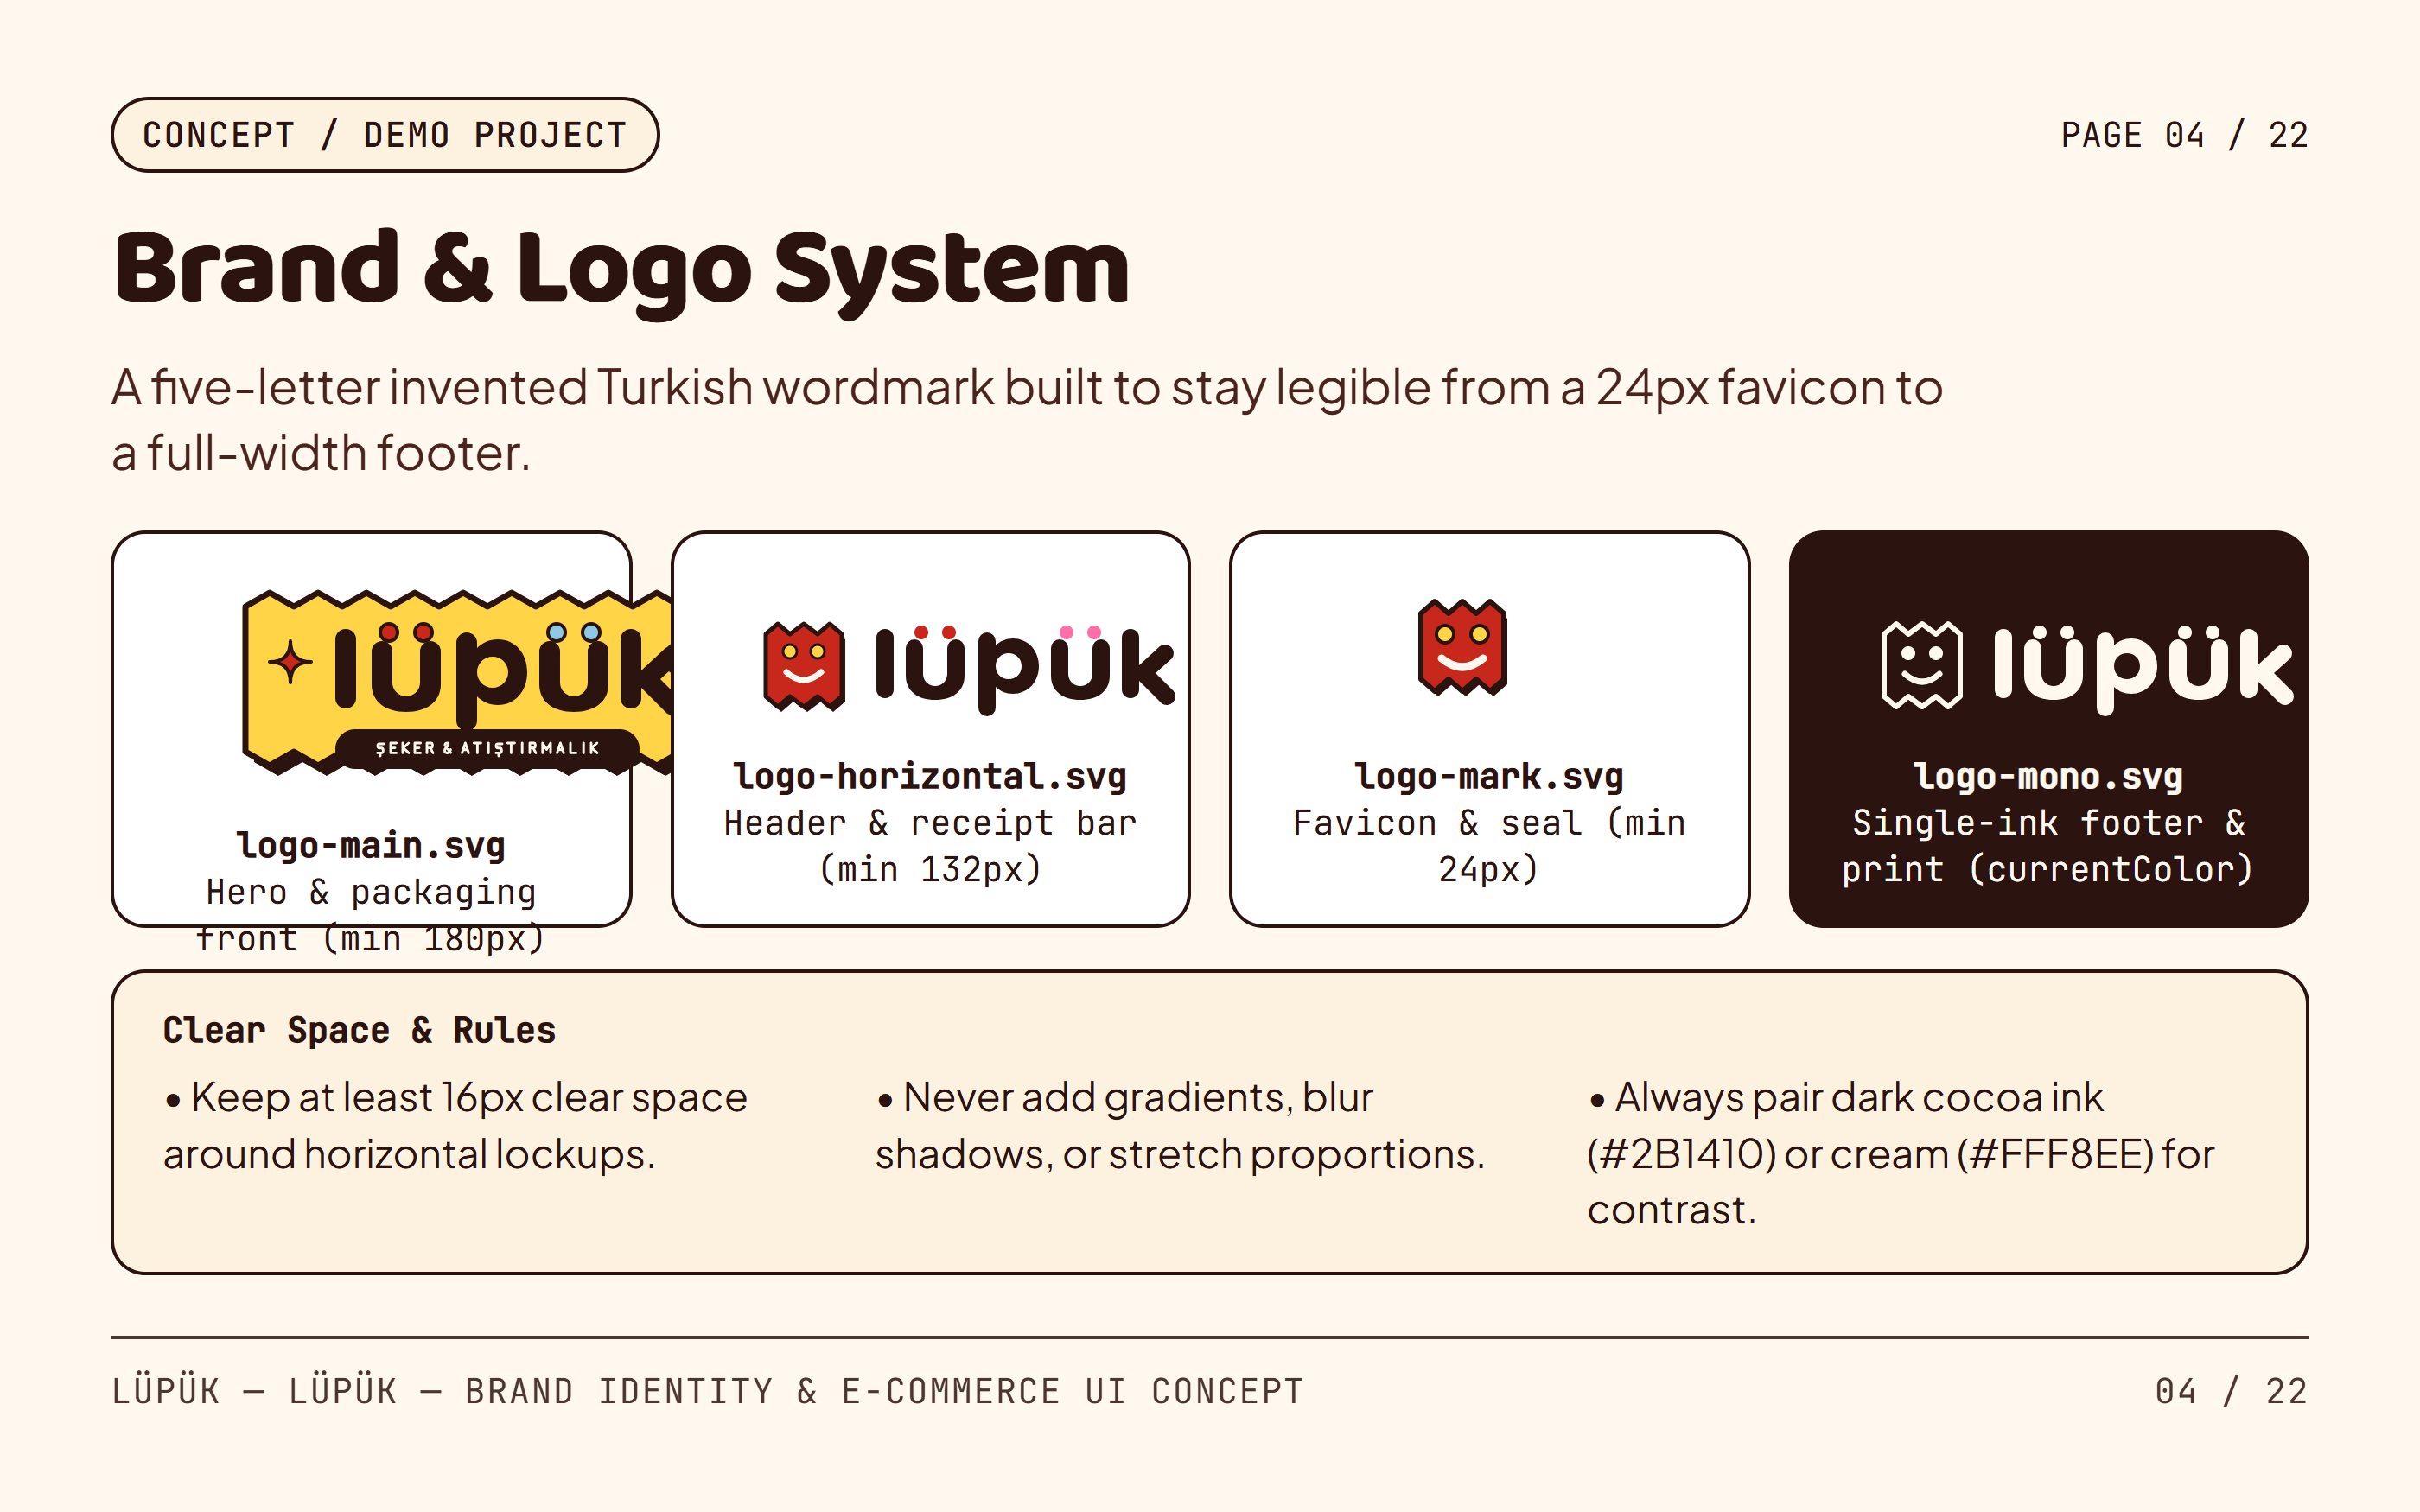 CONCEPT / DEMO PROJECT
PAGE 04 / 22
Brand & Logo System
A five-letter invented Turkish wordmark built to stay legible from a 24px favicon to
a full-width footer.
lüpük
ŞEKER & ATIŞTIRMALIK
logo-main.svg
Hero & packaging
front (min 180px)
lüpük
logo-horizontal.svg
Header & receipt bar
(min 132px)
logo-mark.svg
Favicon & seal (min
24px)
lüpük
logo-mono.svg
Single-ink footer &
print (currentColor)
Clear Space & Rules
• Keep at least 16px clear space
around horizontal lockups.
• Never add gradients, blur
shadows, or stretch proportions.
• Always pair dark cocoa ink
(#2B1410) or cream (#FFF8EE) for
contrast.
LÜPÜK — LÜPÜK — BRAND IDENTITY & E-COMMERCE UI CONCEPT
04 / 22